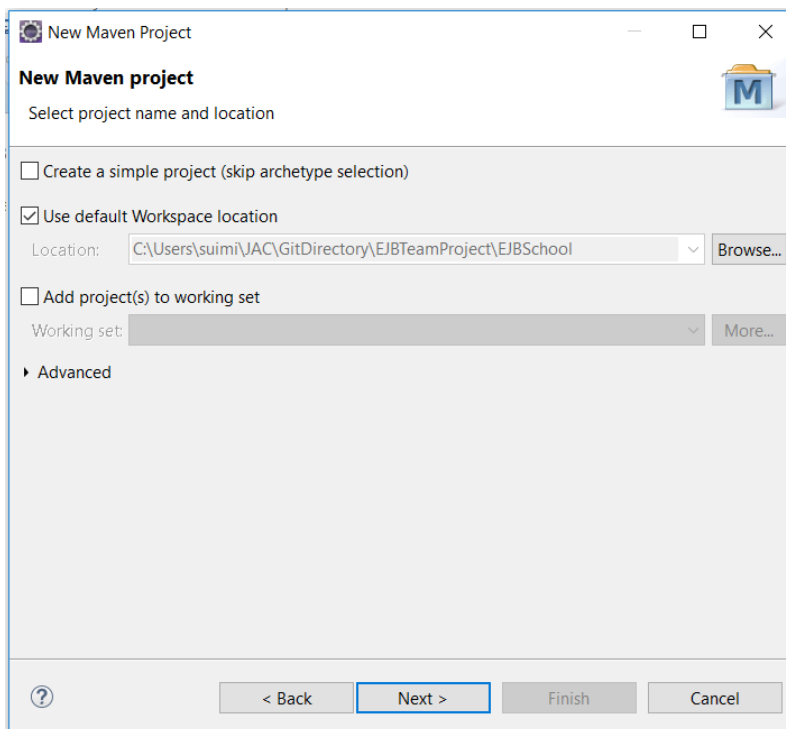 New Maven Project
New Maven project
M
Select project name and location
Create a simple project (skip archetype selection)
Use default Workspace location
Location: C:\Users\suimi\JAC\GitDirectory\EJBTeamProject\EJBSchool Browse...
Add project(s) to working set
Working set: More...
Advanced
? < Back Next > Finish Cancel